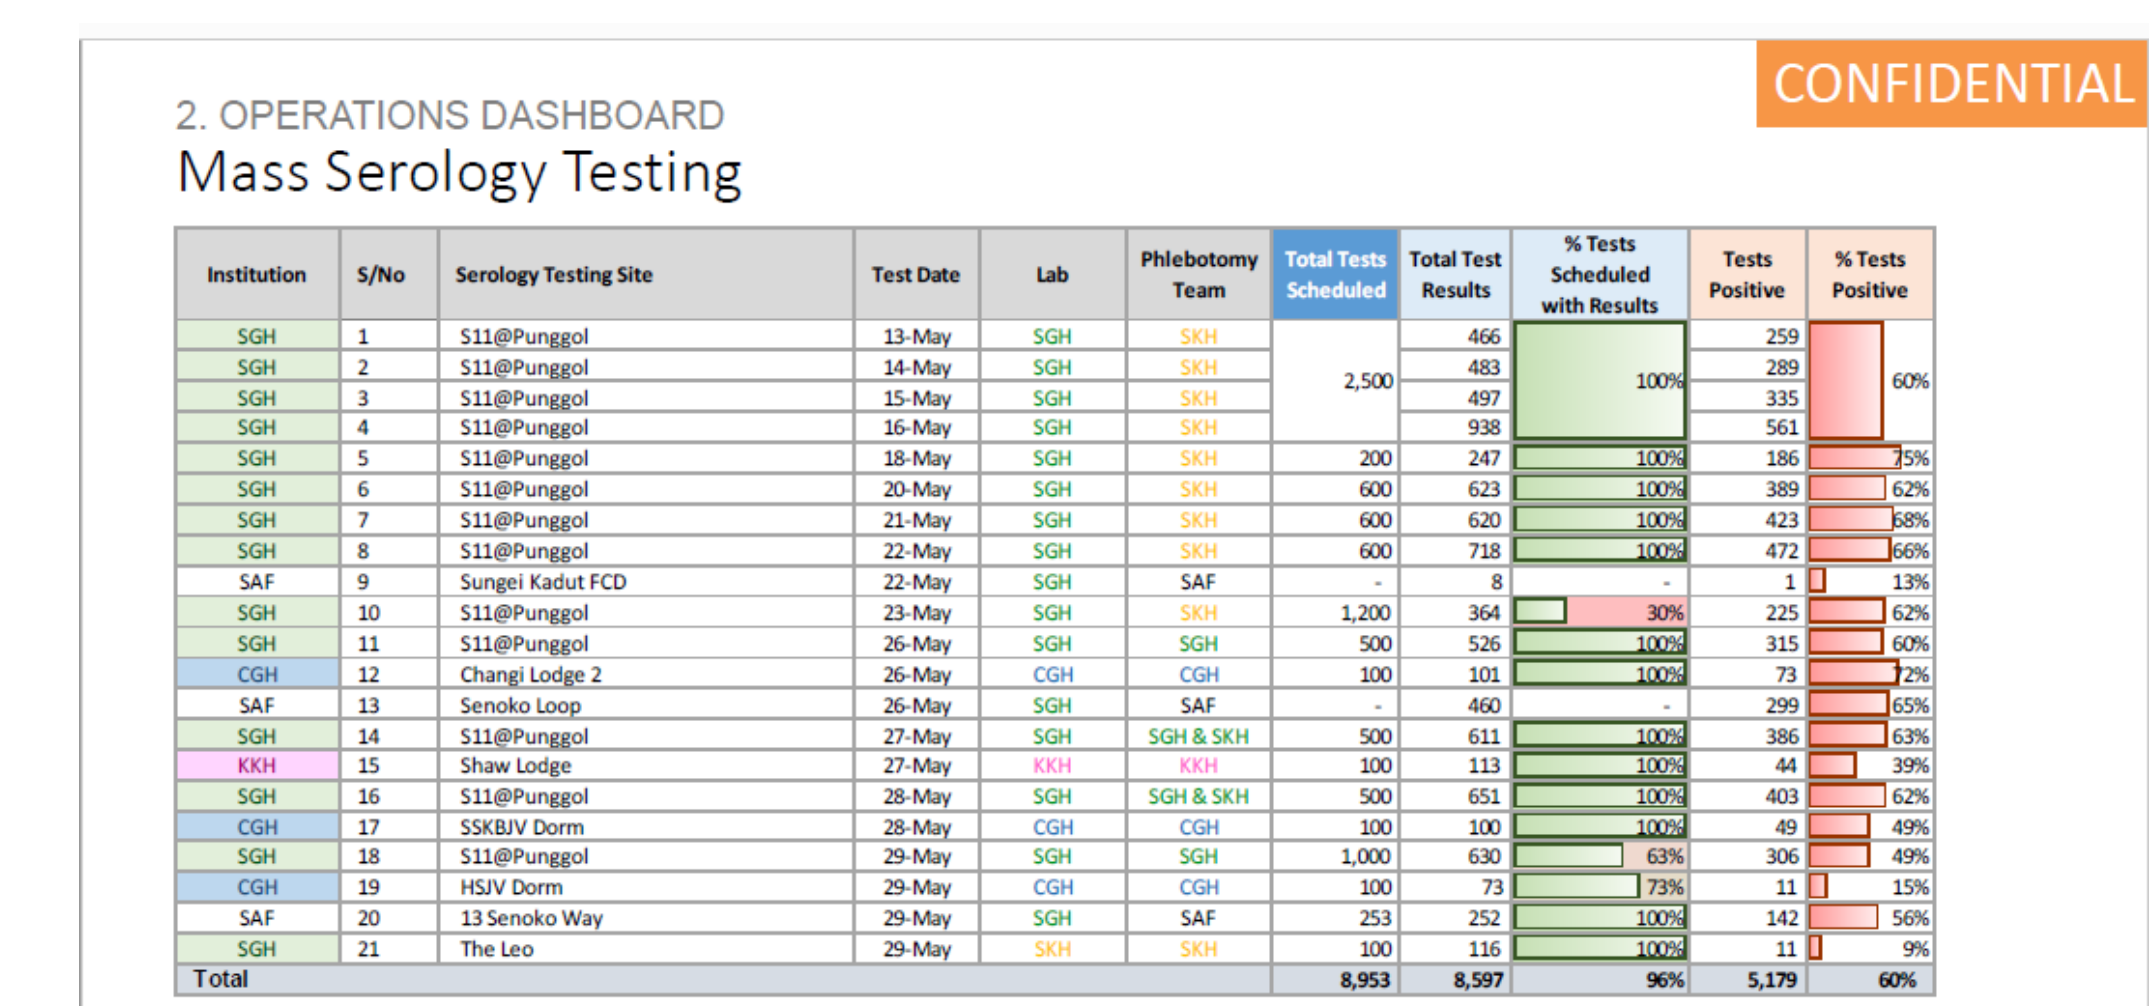 CONFIDENTIAL
2. OPERATIONS DASHBOARD
Mass Serology Testing
Institution S/No Serology Testing Site Test Date Lab Phlebotomy Team Total Tests Scheduled Total Test Results % Tests Scheduled with Results Tests Positive % Tests Positive
SGH 1 S11@Punggol 13-May SGH SKH 2,500 466 100% 259 60%
SGH 2 S11@Punggol 14-May SGH SKH 483 289
SGH 3 S11@Punggol 15-May SGH SKH 497 335
SGH 4 S11@Punggol 16-May SGH SKH 938 561
SGH 5 S11@Punggol 18-May SGH SKH 200 247 100% 186 75%
SGH 6 S11@Punggol 20-May SGH SKH 600 623 100% 389 62%
SGH 7 S11@Punggol 21-May SGH SKH 600 620 100% 423 68%
SGH 8 S11@Punggol 22-May SGH SKH 600 718 100% 472 66%
SAF 9 Sungei Kadut FCD 22-May SGH SAF - 8 - 1 13%
SGH 10 S11@Punggol 23-May SGH SKH 1,200 364 30% 225 62%
SGH 11 S11@Punggol 26-May SGH SGH 500 526 100% 315 60%
CGH 12 Changi Lodge 2 26-May CGH CGH 100 101 100% 73 72%
SAF 13 Senoko Loop 26-May SGH SAF - 460 - 299 65%
SGH 14 S11@Punggol 27-May SGH SGH & SKH 500 611 100% 386 63%
KKH 15 Shaw Lodge 27-May KKH KKH 100 113 100% 44 39%
SGH 16 S11@Punggol 28-May SGH SGH & SKH 500 651 100% 403 62%
CGH 17 SSKBJV Dorm 28-May CGH CGH 100 100 100% 49 49%
SGH 18 S11@Punggol 29-May SGH SGH 1,000 630 63% 306 49%
CGH 19 HSJV Dorm 29-May CGH CGH 100 73 73% 11 15%
SAF 20 13 Senoko Way 29-May SGH SAF 253 252 100% 142 56%
SGH 21 The Leo 29-May SKH SKH 100 116 100% 11 9%
Total 8,953 8,597 96% 5,179 60%